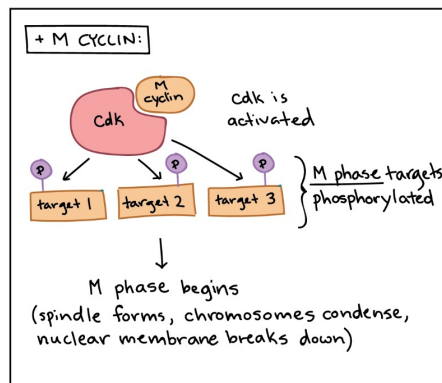 + M CYCLIN:
M
cyclin
Cdk
Cdk is
activated
P
P
P
target 1
target 2
target 3
M phase targets
phosphorylated
M phase begins
(spindle forms, chromosomes condense,
nuclear membrane breaks down)